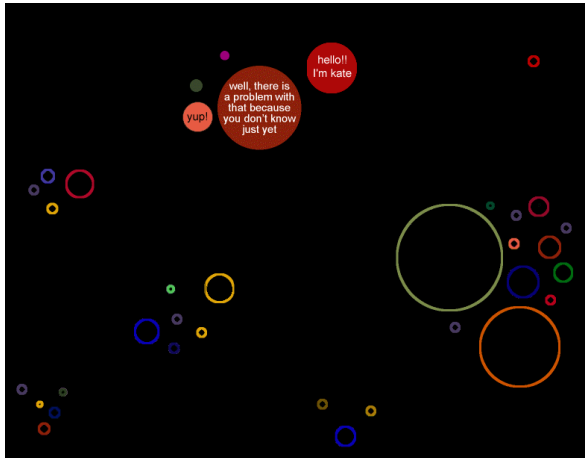 hello!!
I'm kate
well, there is
a problem with
that because
you don't know
just yet
yup!